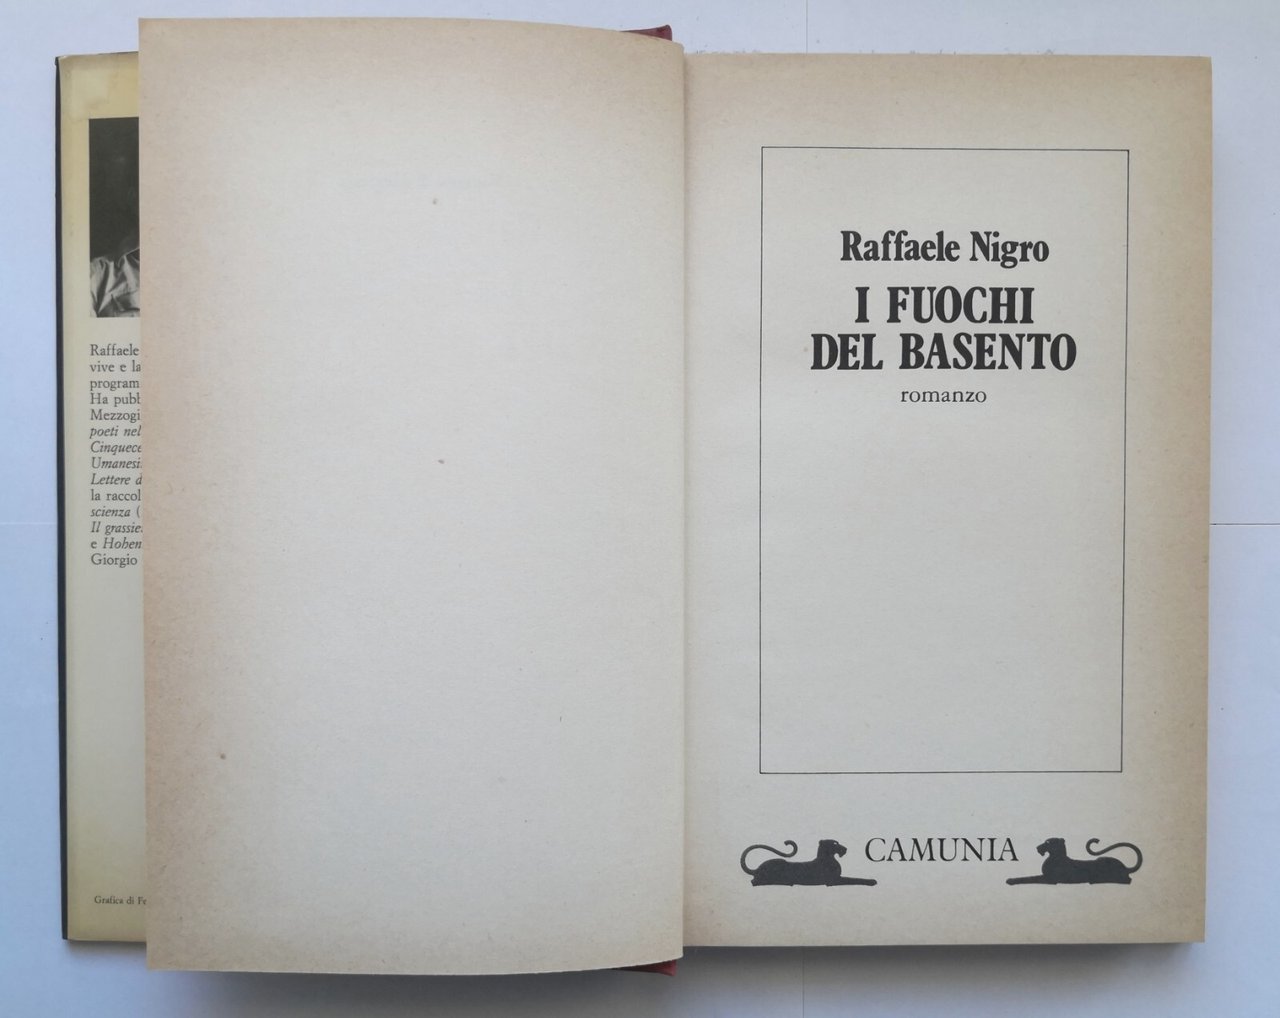 Raffaele
vive e la
program
Ha pubb
Mezzogi
poeti nel
Cinquece
Umanesi
Lettere d
la raccol
scienza (
Il grassie
e Hohen
Giorgio
Grafica di Fe
Raffaele Nigro
I FUOCHI
DEL BASENTO
romanzo
CAMUNIA